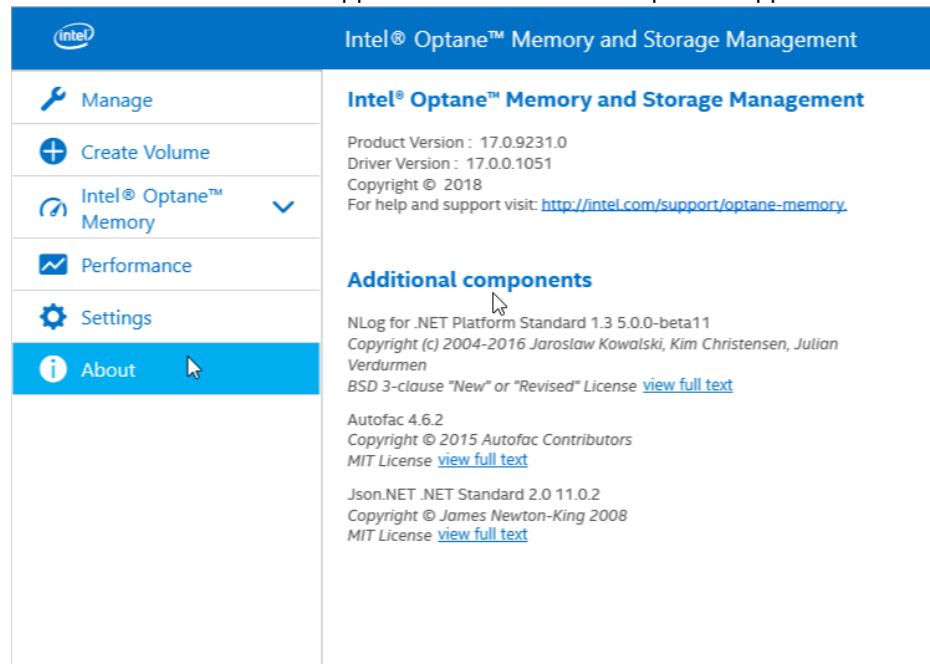 intel
Intel® Optane™ Memory and Storage Management
Manage
Create Volume
Intel® Optane™
Memory
Performance
Settings
About
Intel® Optane™ Memory and Storage Management
Product Version : 17.0.9231.0
Driver Version : 17.0.0.1051
Copyright © 2018
For help and support visit: http://intel.com/support/optane-memory.
Additional components
NLog for .NET Platform Standard 1.3 5.0.0-beta11
Copyright (c) 2004-2016 Jaroslaw Kowalski, Kim Christensen, Julian
Verdurmen
BSD 3-clause "New" or "Revised" License view full text
Autofac 4.6.2
Copyright © 2015 Autofac Contributors
MIT License view full text
Json.NET .NET Standard 2.0 11.0.2
Copyright © James Newton-King 2008
MIT License view full text